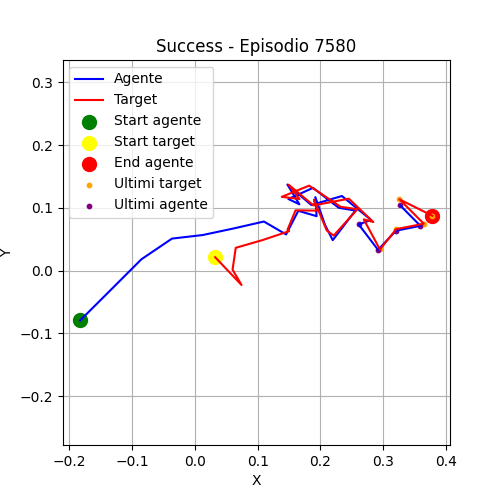 Success - Episodio 7580
Agente
Target
Start agente
Start target
End agente
Ultimi target
Ultimi agente
Y
0.3
0.2
0.1
0.0
−0.1
−0.2
−0.2 −0.1 0.0 0.1 0.2 0.3 0.4
X